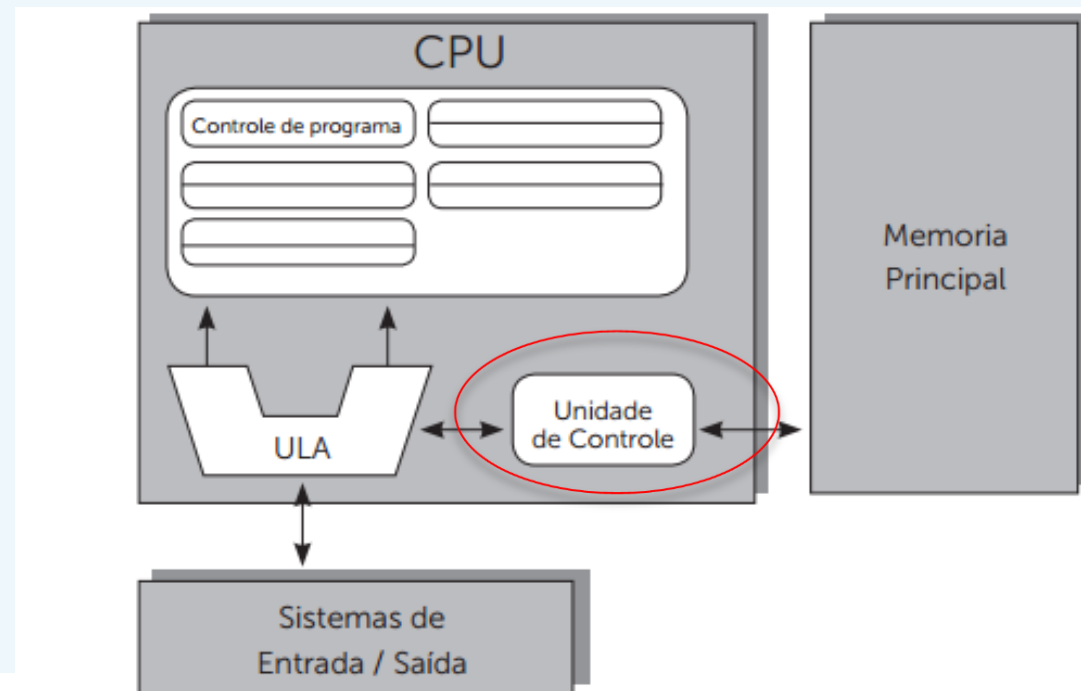 CPU
Controle de programa
ULA
Unidade
de Controle
Memoria
Principal
Sistemas de
Entrada / Saída